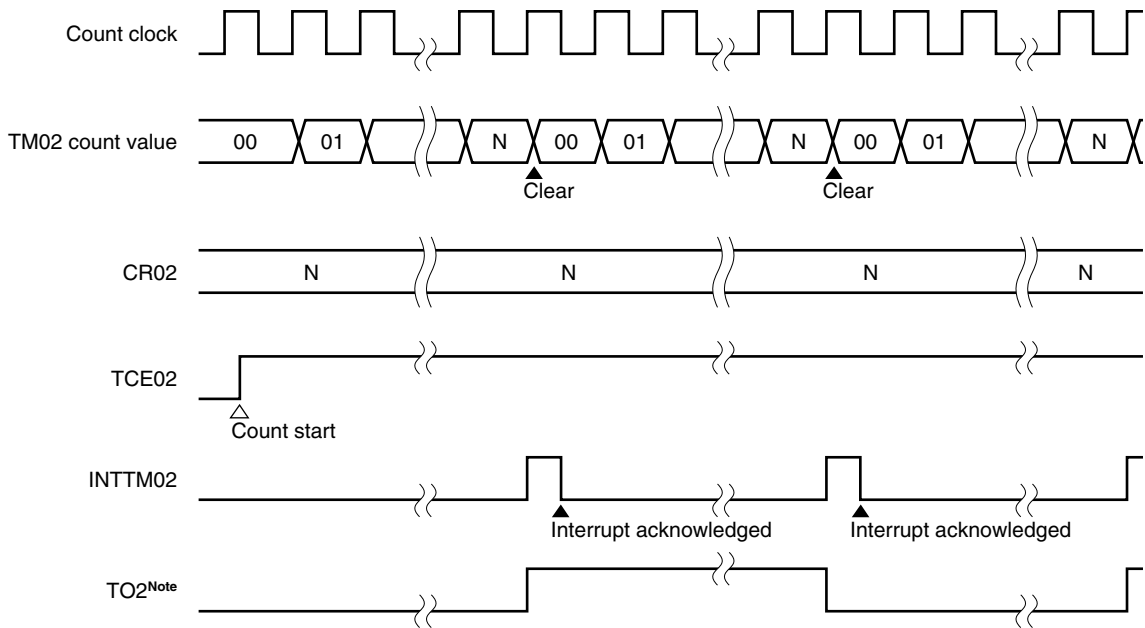 Count clock
TM02 count value 00 01 N 00 01 N 00 01 N
Clear Clear
CR02 N N N N
TCE02
Count start
INTTM02
Interrupt acknowledged Interrupt acknowledged
TO2Note